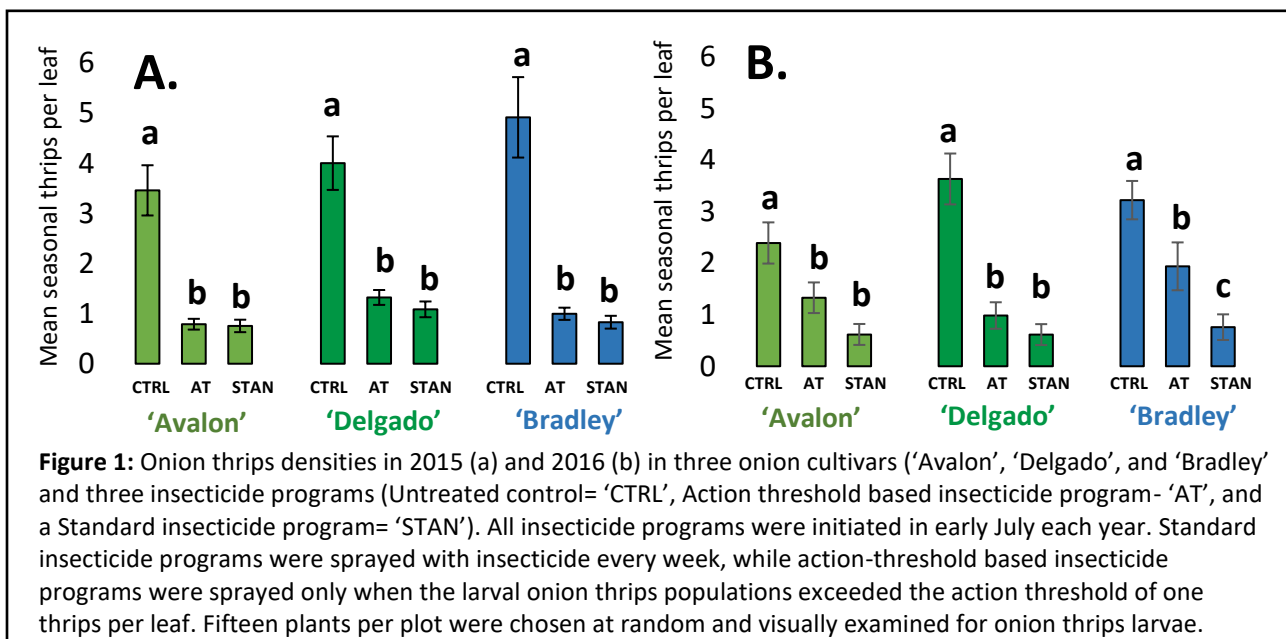 A.
Mean seasonal thrips per leaf
6
5
4
3
2
1
0
a
b
b
a
b
b
a
b
b
CTRL AT STAN CTRL AT STAN CTRL AT STAN
‘Avalon’ ‘Delgado’ ‘Bradley’
B.
Mean seasonal thrips per leaf
6
5
4
3
2
1
0
a
b
b
a
b
b
a
b
c
CTRL AT STAN CTRL AT STAN CTRL AT STAN
‘Avalon’ ‘Delgado’ ‘Bradley’
Figure 1: Onion thrips densities in 2015 (a) and 2016 (b) in three onion cultivars (‘Avalon’, ‘Delgado’, and ‘Bradley’
and three insecticide programs (Untreated control= ‘CTRL’, Action threshold based insecticide program- ‘AT’, and
a Standard insecticide program= ‘STAN’). All insecticide programs were initiated in early July each year. Standard
insecticide programs were sprayed with insecticide every week, while action-threshold based insecticide
programs were sprayed only when the larval onion thrips populations exceeded the action threshold of one
thrips per leaf. Fifteen plants per plot were chosen at random and visually examined for onion thrips larvae.